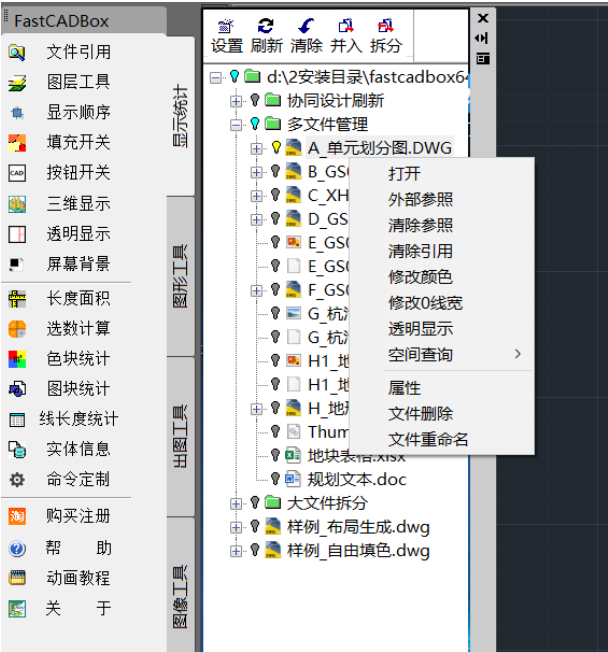 FastCADBox
文件引用
图层工具
显示顺序
填充开关
CAD 按钮开关
三维显示
透明显示
屏幕背景
长度面积
选数计算
色块统计
图块统计
线长度统计
实体信息
命令定制
淘 购买注册
帮 助
动画教程
关 于
显示统计
图形工具
出图工具
图像工具
设置 刷新 清除 并入 拆分
d:\2安装目录\fastcadbox64
协同设计刷新
多文件管理
A_单元划分图.DWG
B_GS
C_XH
D_GS
E_GS
E_GS
F_GS
G_杭
G_杭
H1_地
H1_地
H_地
Thum
地块表格.xlsx
规划文本.doc
大文件拆分
样例_布局生成.dwg
样例_自由填色.dwg
打开
外部参照
清除参照
清除引用
修改颜色
修改0线宽
透明显示
空间查询
属性
文件删除
文件重命名